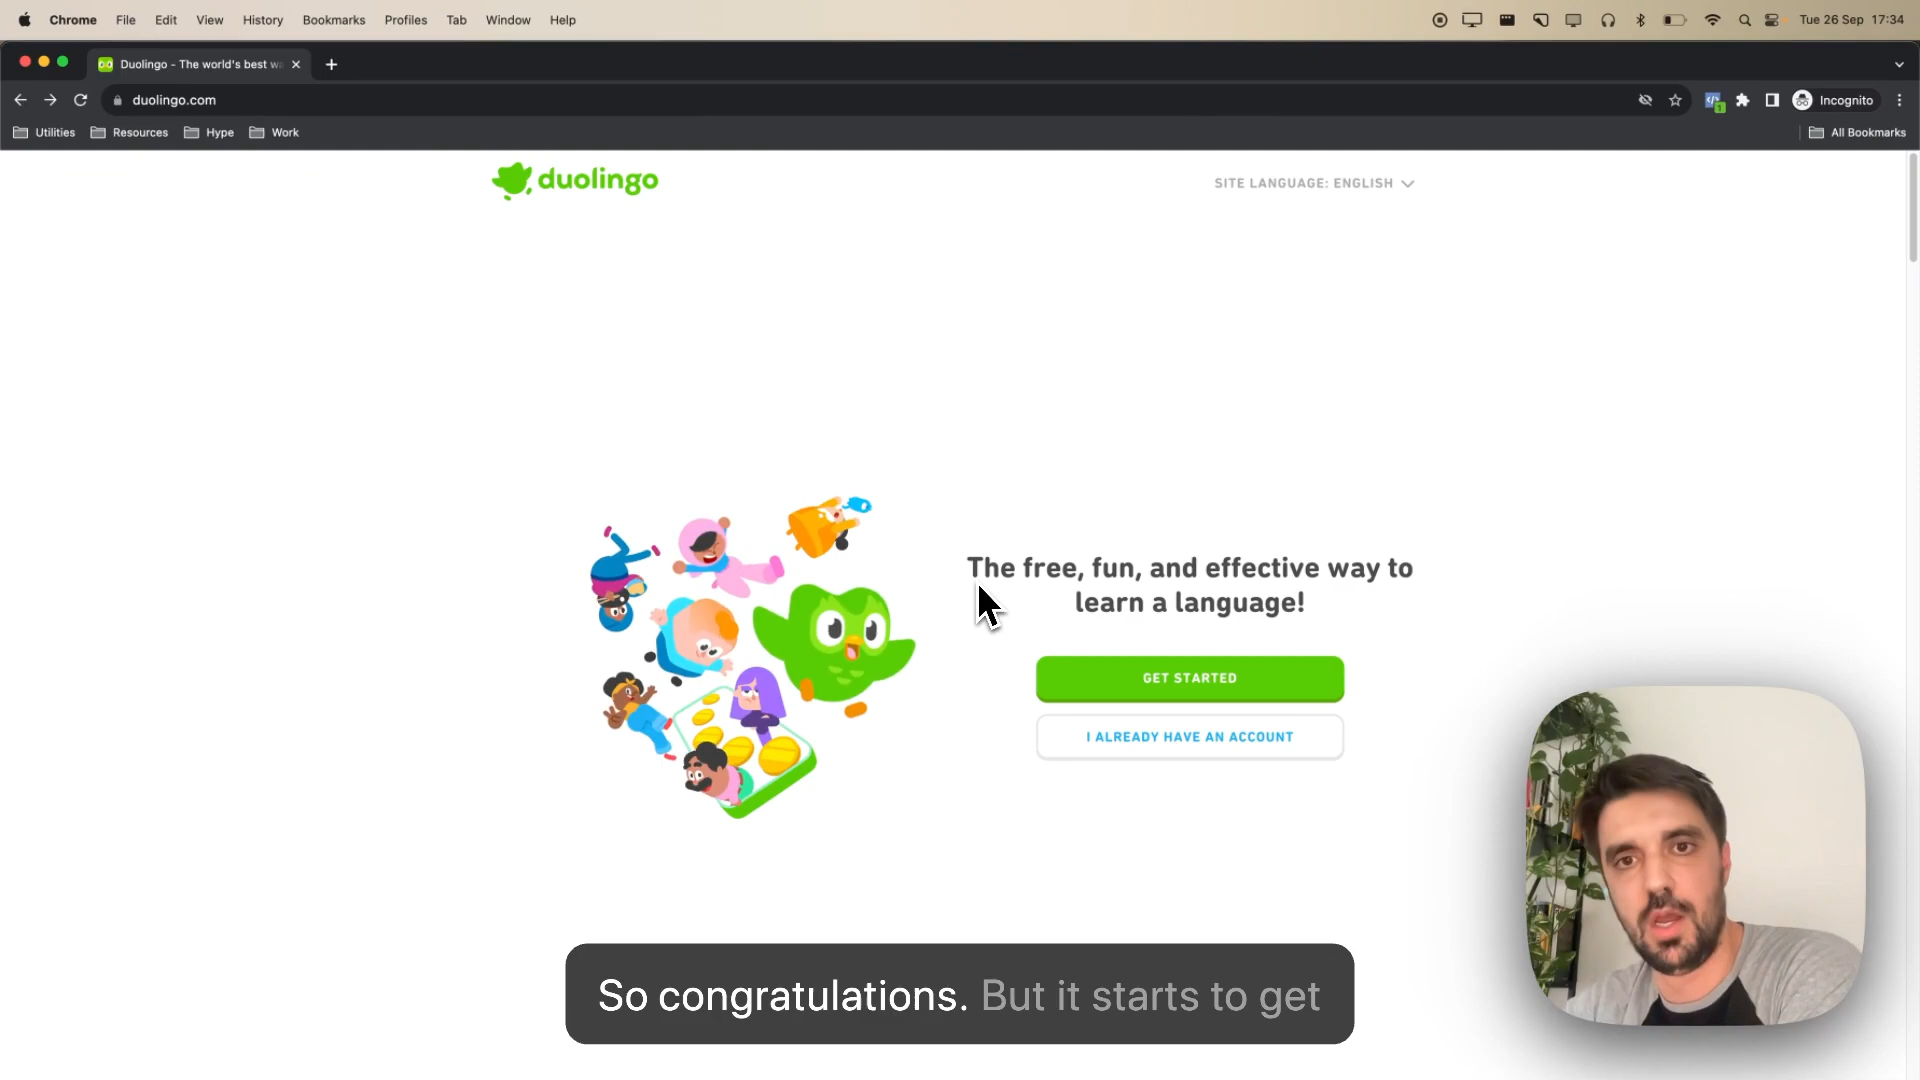 Chrome File Edit View History Bookmarks Profiles Tab Window Help Tue 26 Sep 17:34
Duolingo - The world's best wa
duolingo.com Incognito
Utilities Resources Hype Work All Bookmarks
duolingo SITE LANGUAGE: ENGLISH
The free, fun, and effective way to
learn a language!
GET STARTED
I ALREADY HAVE AN ACCOUNT
So congratulations. But it starts to get